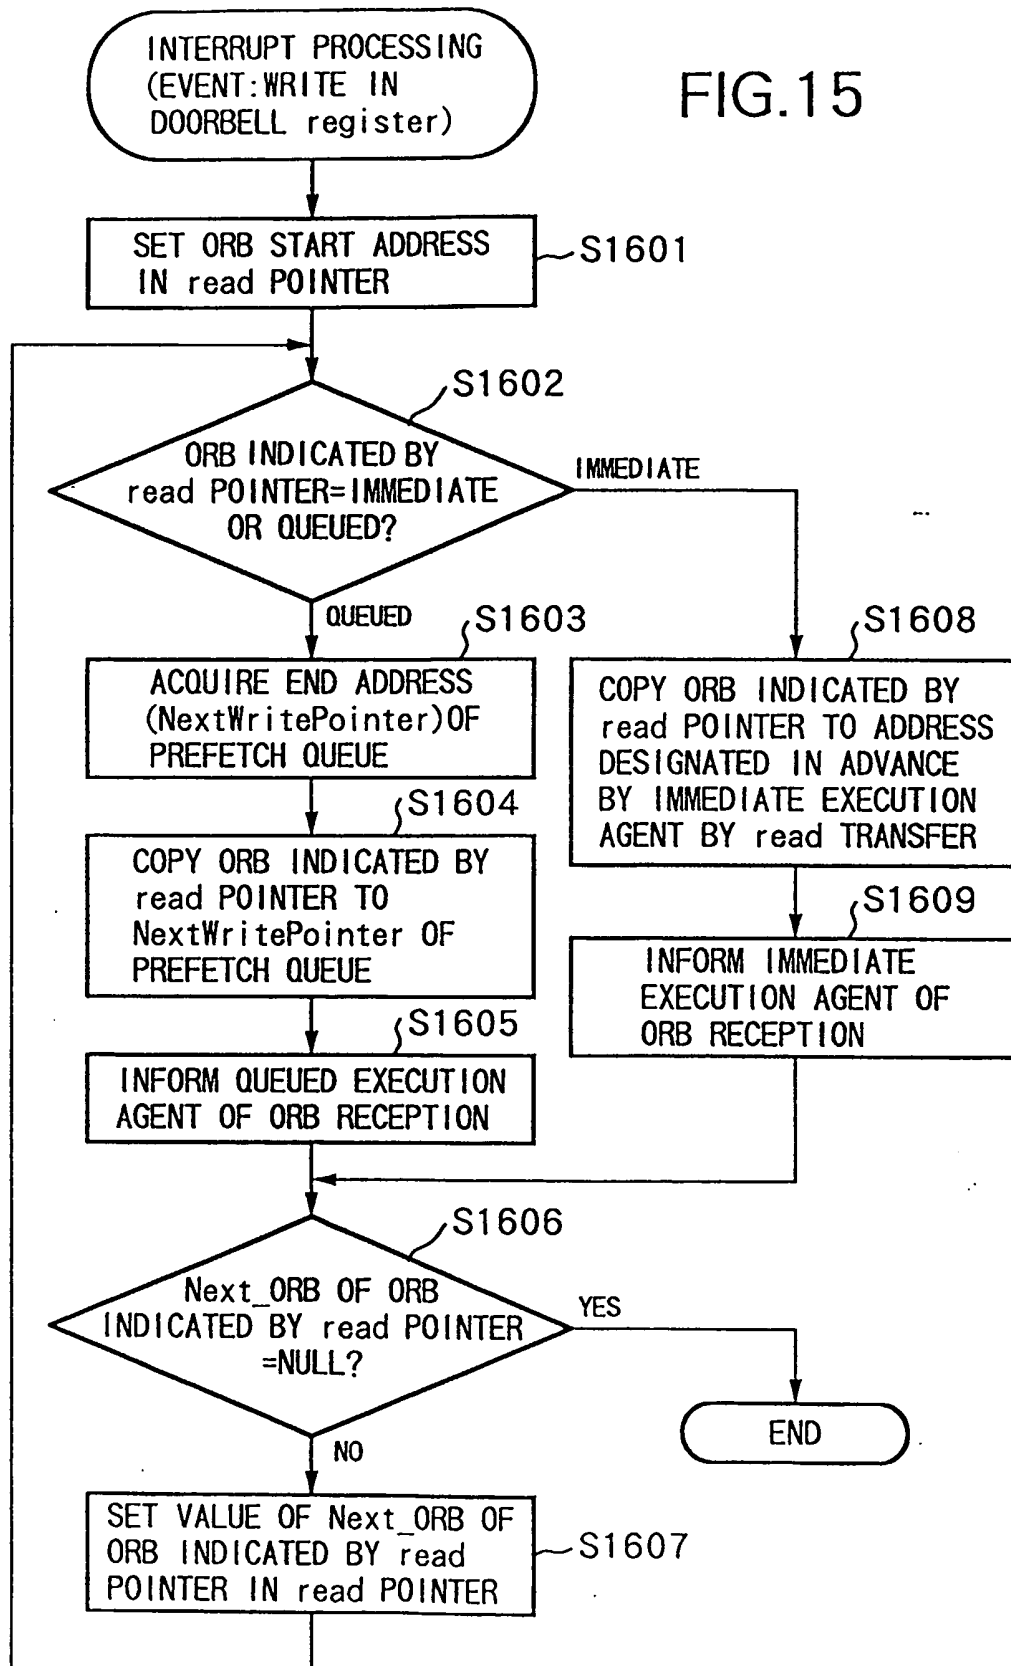 INTERRUPT PROCESSING
(EVENT:WRITE IN
DOORBELL register)
FIG.15
SET ORB START ADDRESS
IN read POINTER
S1601
S1602
ORB INDICATED BY
read POINTER=IMMEDIATE
OR QUEUED?
IMMEDIATE
QUEUED
S1603
ACQUIRE END ADDRESS
(NextWritePointer)OF
PREFETCH QUEUE
S1608
COPY ORB INDICATED BY
read POINTER TO ADDRESS
DESIGNATED IN ADVANCE
BY IMMEDIATE EXECUTION
AGENT BY read TRANSFER
S1604
COPY ORB INDICATED BY
read POINTER TO
NextWritePointer OF
PREFETCH QUEUE
S1609
INFORM IMMEDIATE
EXECUTION AGENT OF
ORB RECEPTION
S1605
INFORM QUEUED EXECUTION
AGENT OF ORB RECEPTION
S1606
Next_ORB OF ORB
INDICATED BY read POINTER
=NULL?
YES
END
NO
SET VALUE OF Next_ORB OF
ORB INDICATED BY read
POINTER IN read POINTER
S1607